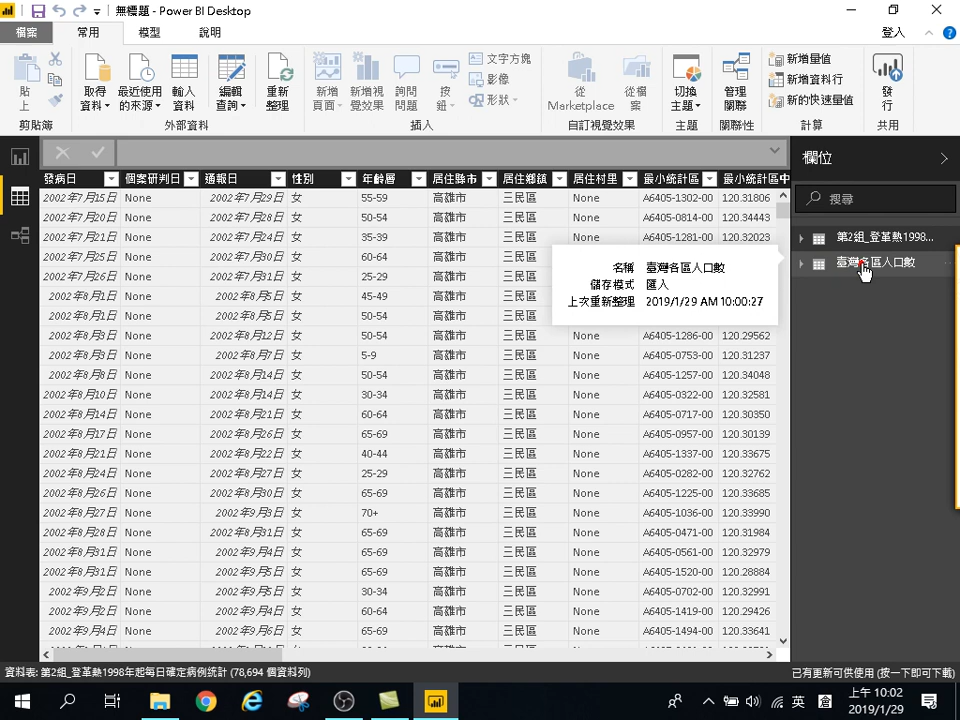 無標題 - Power BI Desktop
檔案 常用 模型 說明 登入
貼上
取得資料
最近使用的來源
輸入資料
編輯查詢
重新整理
新增頁面
新增視覺效果
詢問問題
按鈕
文字方塊
影像
形狀
從 Marketplace
從檔案
切換主題
管理關聯
新增量值
新增資料行
新的快速量值
發行
剪貼簿 外部資料 插入 自訂視覺效果 主題 關聯性 計算 共用
欄位
搜尋
第2組_登革熱1998...
臺灣各區人口數
名稱 臺灣各區人口數
儲存模式 匯入
上次重新整理 2019/1/29 AM 10:00:27
發病日 個案研判日 通報日 性別 年齡層 居住縣市 居住鄉鎮 居住村里 最小統計區 最小統計區中
2002年7月15日 None 2002年7月29日 女 55-59 高雄市 三民區 None A6405-1302-00 120.31806
2002年7月20日 None 2002年7月28日 女 50-54 高雄市 三民區 None A6405-0814-00 120.34443
2002年7月21日 None 2002年7月24日 女 35-39 高雄市 三民區 None A6405-1281-00 120.32023
2002年7月25日 None 2002年7月31日 女 60-64 高雄市 三民區
2002年7月26日 None 2002年7月30日 女 25-29 高雄市 三民區
2002年8月1日 None 2002年8月5日 女 45-49 高雄市 三民區
2002年8月1日 None 2002年8月5日 女 50-54 高雄市 三民區
2002年8月3日 None 2002年8月12日 女 50-54 高雄市 三民區 None A6405-1286-00 120.29562
2002年8月3日 None 2002年8月7日 女 5-9 高雄市 三民區 None A6405-0753-00 120.31237
2002年8月8日 None 2002年8月14日 女 50-54 高雄市 三民區 None A6405-1257-00 120.34048
2002年8月10日 None 2002年8月14日 女 30-34 高雄市 三民區 None A6405-0322-00 120.32581
2002年8月14日 None 2002年8月21日 女 60-64 高雄市 三民區 None A6405-0717-00 120.30350
2002年8月17日 None 2002年8月26日 女 65-69 高雄市 三民區 None A6405-0957-00 120.30139
2002年8月21日 None 2002年8月22日 女 40-44 高雄市 三民區 None A6405-1337-00 120.33675
2002年8月24日 None 2002年8月27日 女 25-29 高雄市 三民區 None A6405-0282-00 120.32762
2002年8月26日 None 2002年8月30日 女 65-69 高雄市 三民區 None A6405-1225-00 120.33685
2002年8月27日 None 2002年9月3日 女 70+ 高雄市 三民區 None A6405-1036-00 120.33990
2002年8月28日 None 2002年8月31日 女 65-69 高雄市 三民區 None A6405-0471-00 120.31984
2002年8月31日 None 2002年9月4日 女 65-69 高雄市 三民區 None A6405-0561-00 120.32979
2002年8月31日 None 2002年9月5日 女 65-69 高雄市 三民區 None A6405-1520-00 120.28884
2002年9月2日 None 2002年9月5日 女 30-34 高雄市 三民區 None A6405-0702-00 120.32991
2002年9月2日 None 2002年9月4日 女 60-64 高雄市 三民區 None A6405-1419-00 120.29426
2002年9月4日 None 2002年9月6日 女 65-69 高雄市 三民區 None A6405-1494-00 120.33641
資料表: 第2組_登革熱1998年起每日確定病例統計 (78,694 個資料列) 已有更新可供使用 (按一下即可下載)
英
上午 10:02
2019/1/29